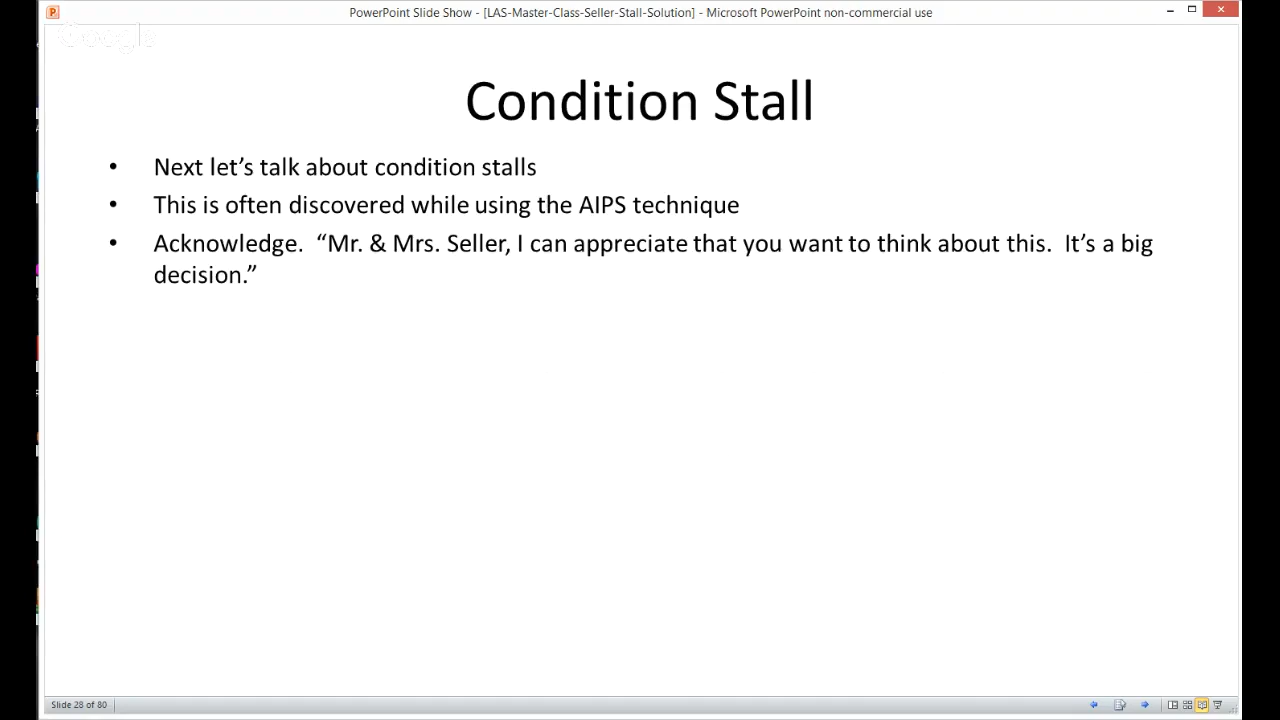 PowerPoint Slide Show - [LAS-Master-Class-Seller-Stall-Solution] - Microsoft PowerPoint non-commercial use
Google
Condition Stall
• Next let’s talk about condition stalls
• This is often discovered while using the AIPS technique
• Acknowledge.  “Mr. & Mrs. Seller, I can appreciate that you want to think about this.  It’s a big
decision.”
Slide 28 of 80